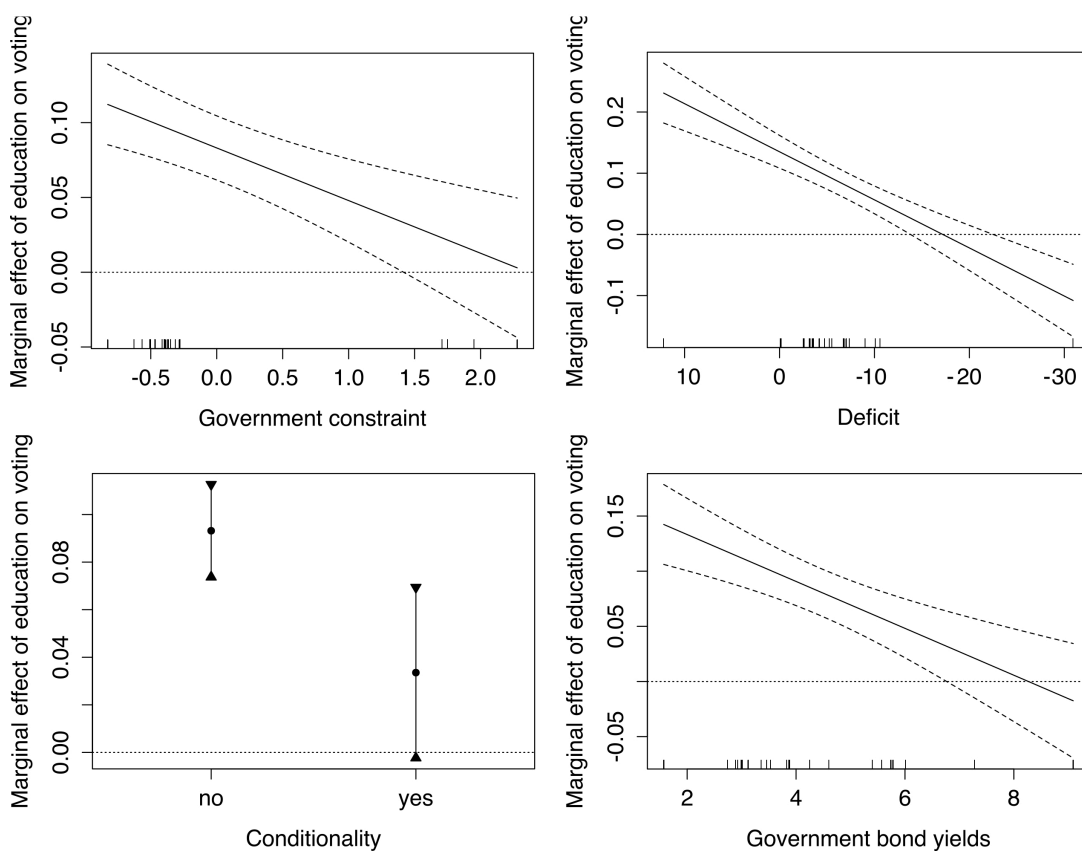 Marginal effect of education on voting
0.10
0.05
0.00
-0.05
-0.5
0.0
0.5
1.0
1.5
2.0
Government constraint
Marginal effect of education on voting
0.2
0.1
0.0
-0.1
10
0
-10
-20
-30
Deficit
Marginal effect of education on voting
0.08
0.04
0.00
no
yes
Conditionality
Marginal effect of education on voting
0.15
0.05
-0.05
2
4
6
8
Government bond yields